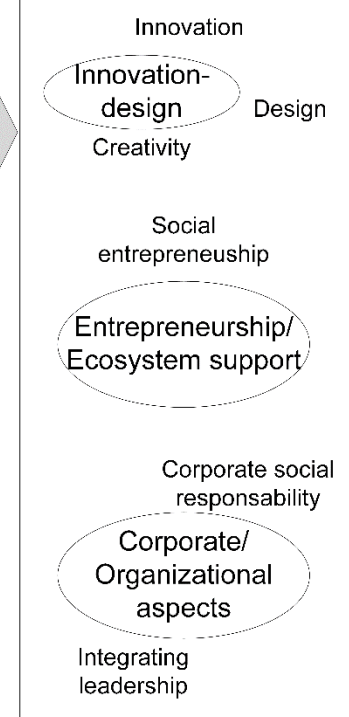 Innovation
Innovation-
design
Design
Creativity
Social
entrepreneuship
Entrepreneurship/
Ecosystem support
Corporate social
responsability
Corporate/
Organizational
aspects
Integrating
leadership